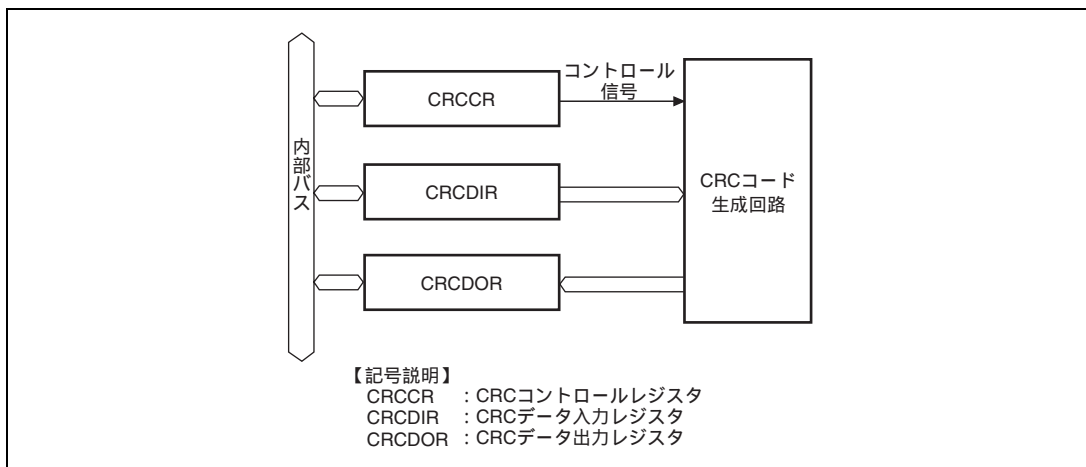 コントロール
信号
CRCCR
内部バス
CRCDIR
CRCコード
生成回路
CRCDOR
【記号説明】
CRCCR : CRCコントロールレジスタ
CRCDIR : CRCデータ入力レジスタ
CRCDOR : CRCデータ出力レジスタ